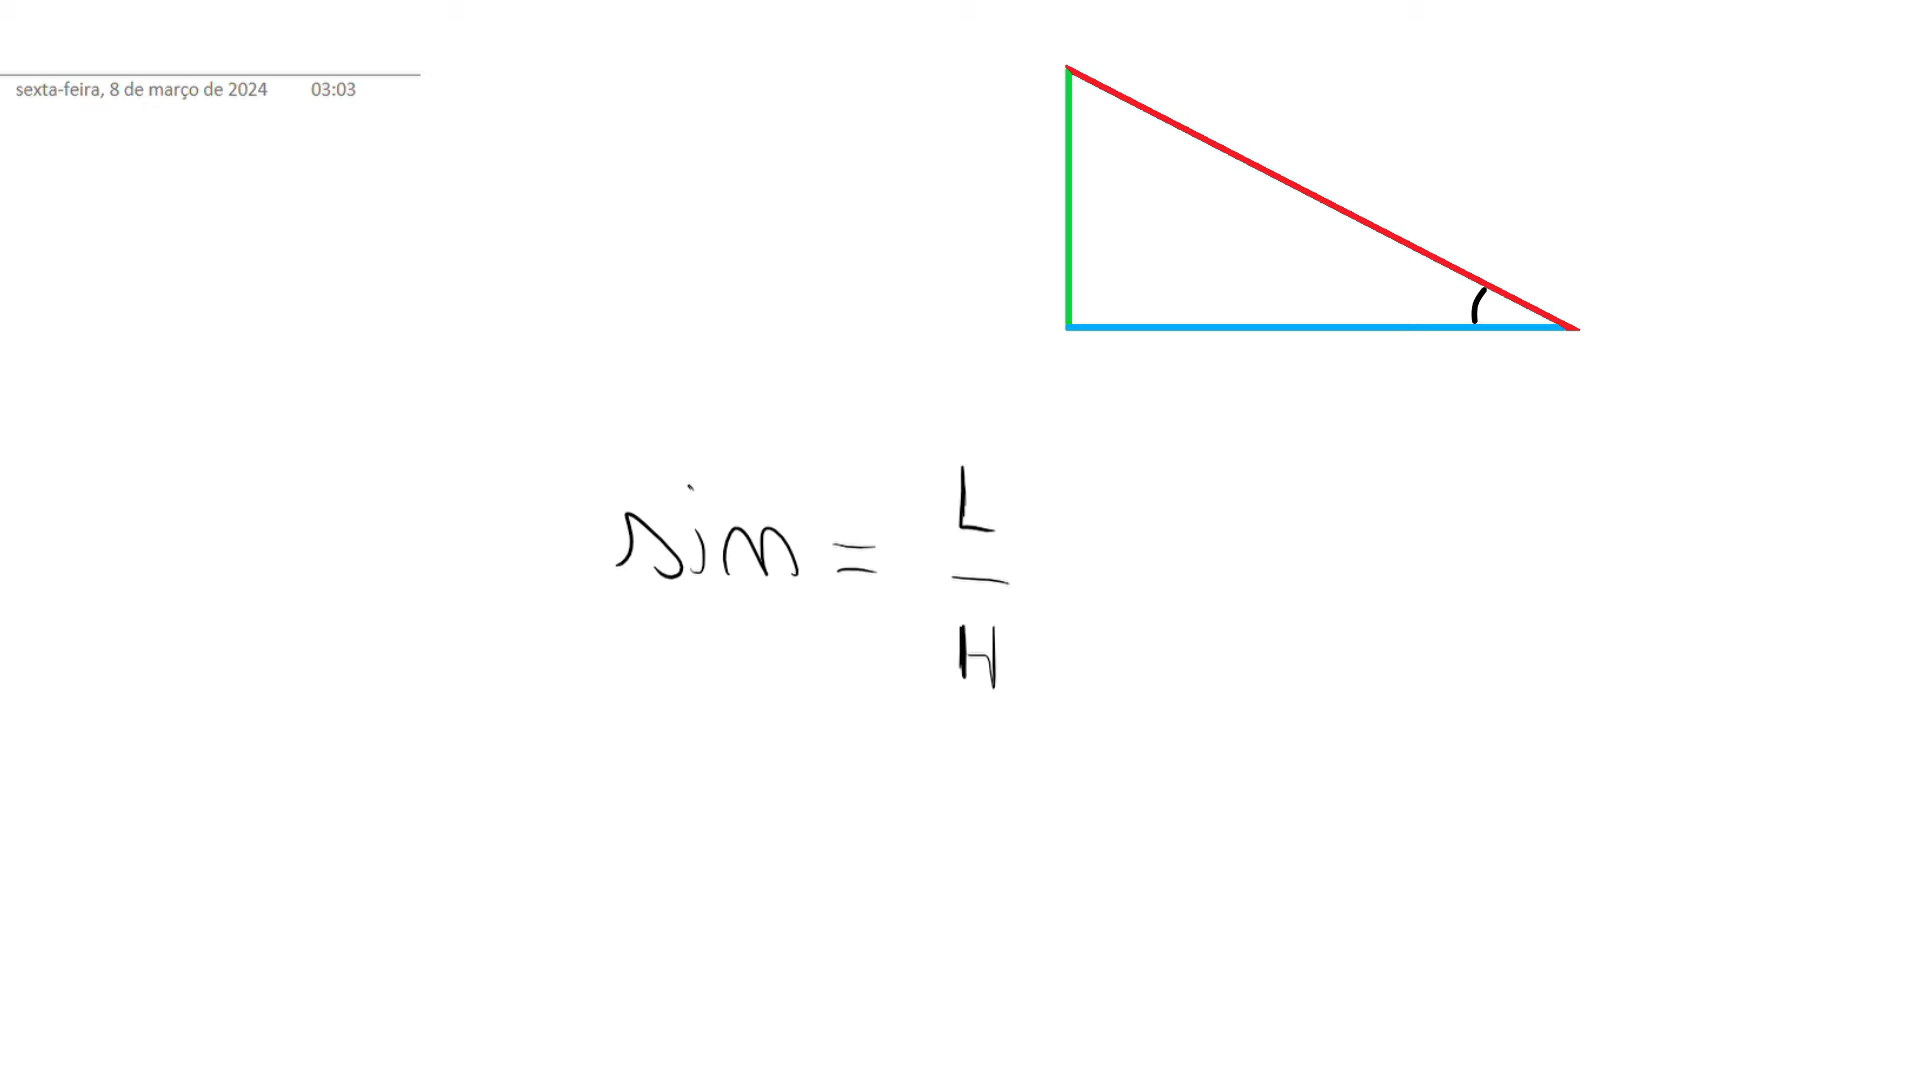 sexta-feira, 8 de março de 2024 03:03
sin = L
H